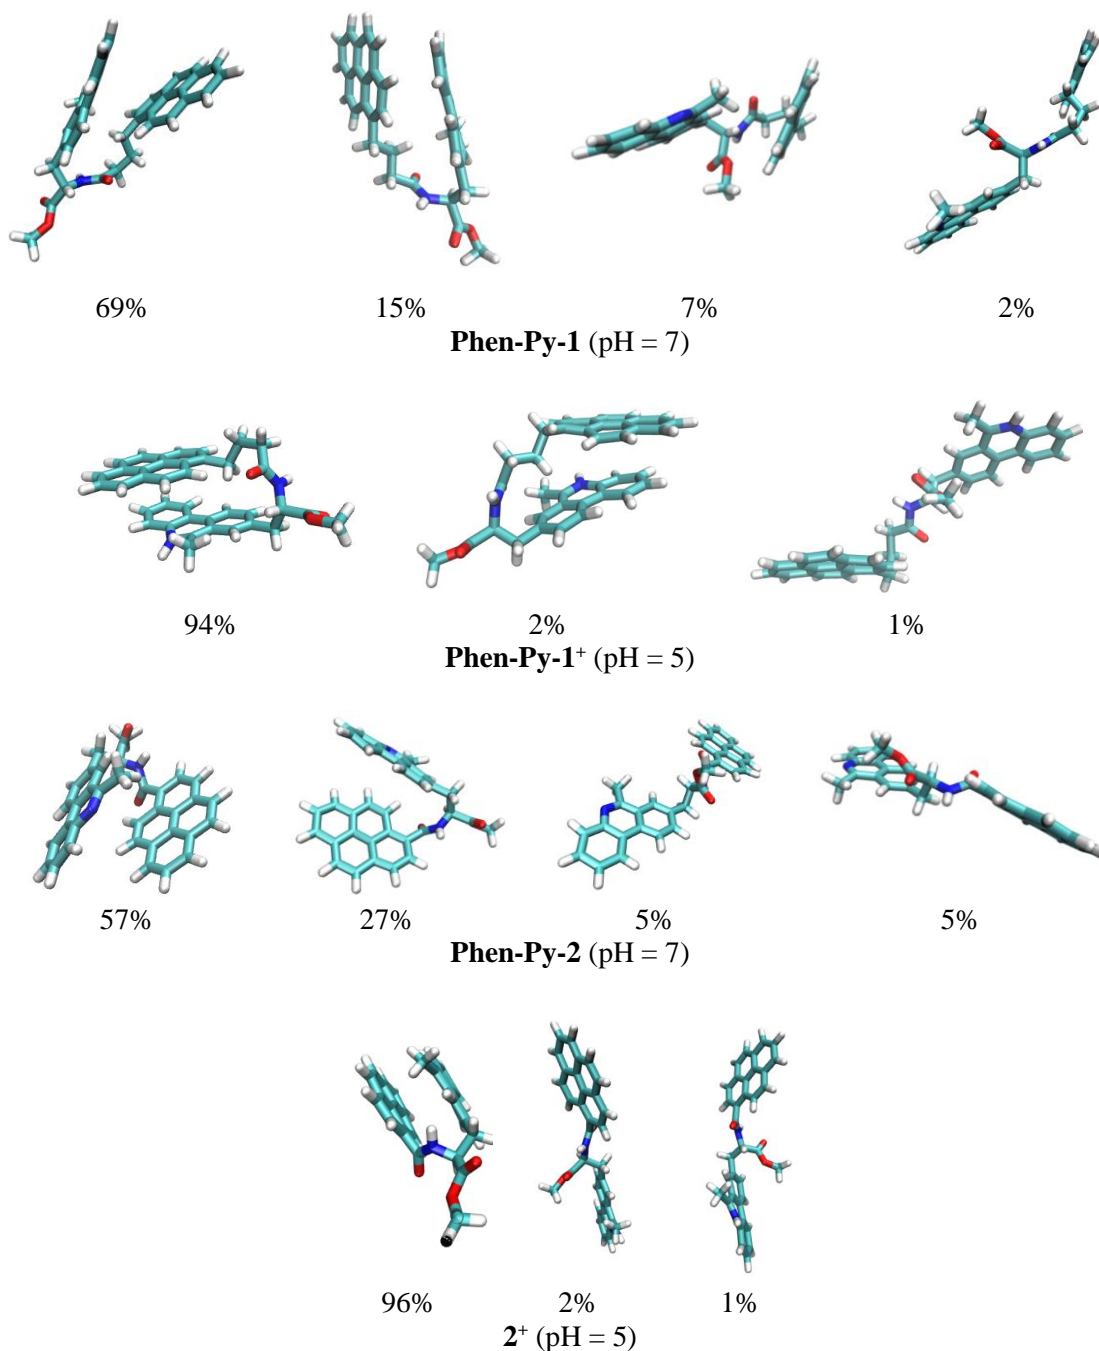 69% 15% 7% 2%
Phen-Py-1 (pH = 7)
94% 2% 1%
Phen-Py-1⁺ (pH = 5)
57% 27% 5% 5%
Phen-Py-2 (pH = 7)
96% 2% 1%
2⁺ (pH = 5)